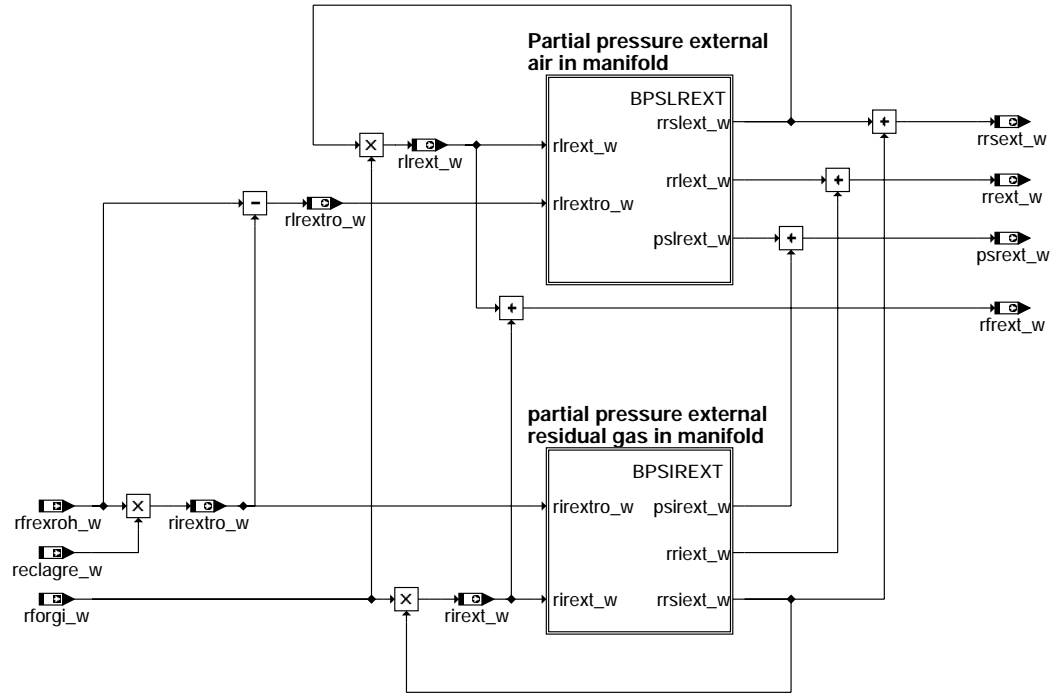 Partial pressure external
air in manifold
BPSLREXT
rrslext_w
rrsext_w
rlrext_w
rlrext_w
rrlext_w
rrext_w
rlrextro_w
rlrextro_w
pslrext_w
psrext_w
rfrext_w
partial pressure external
residual gas in manifold
BPSIREXT
rfrexroh_w
rirextro_w
rirextro_w
psirext_w
reclagre_w
rriext_w
rforgi_w
rirext_w
rirext_w
rrsiext_w